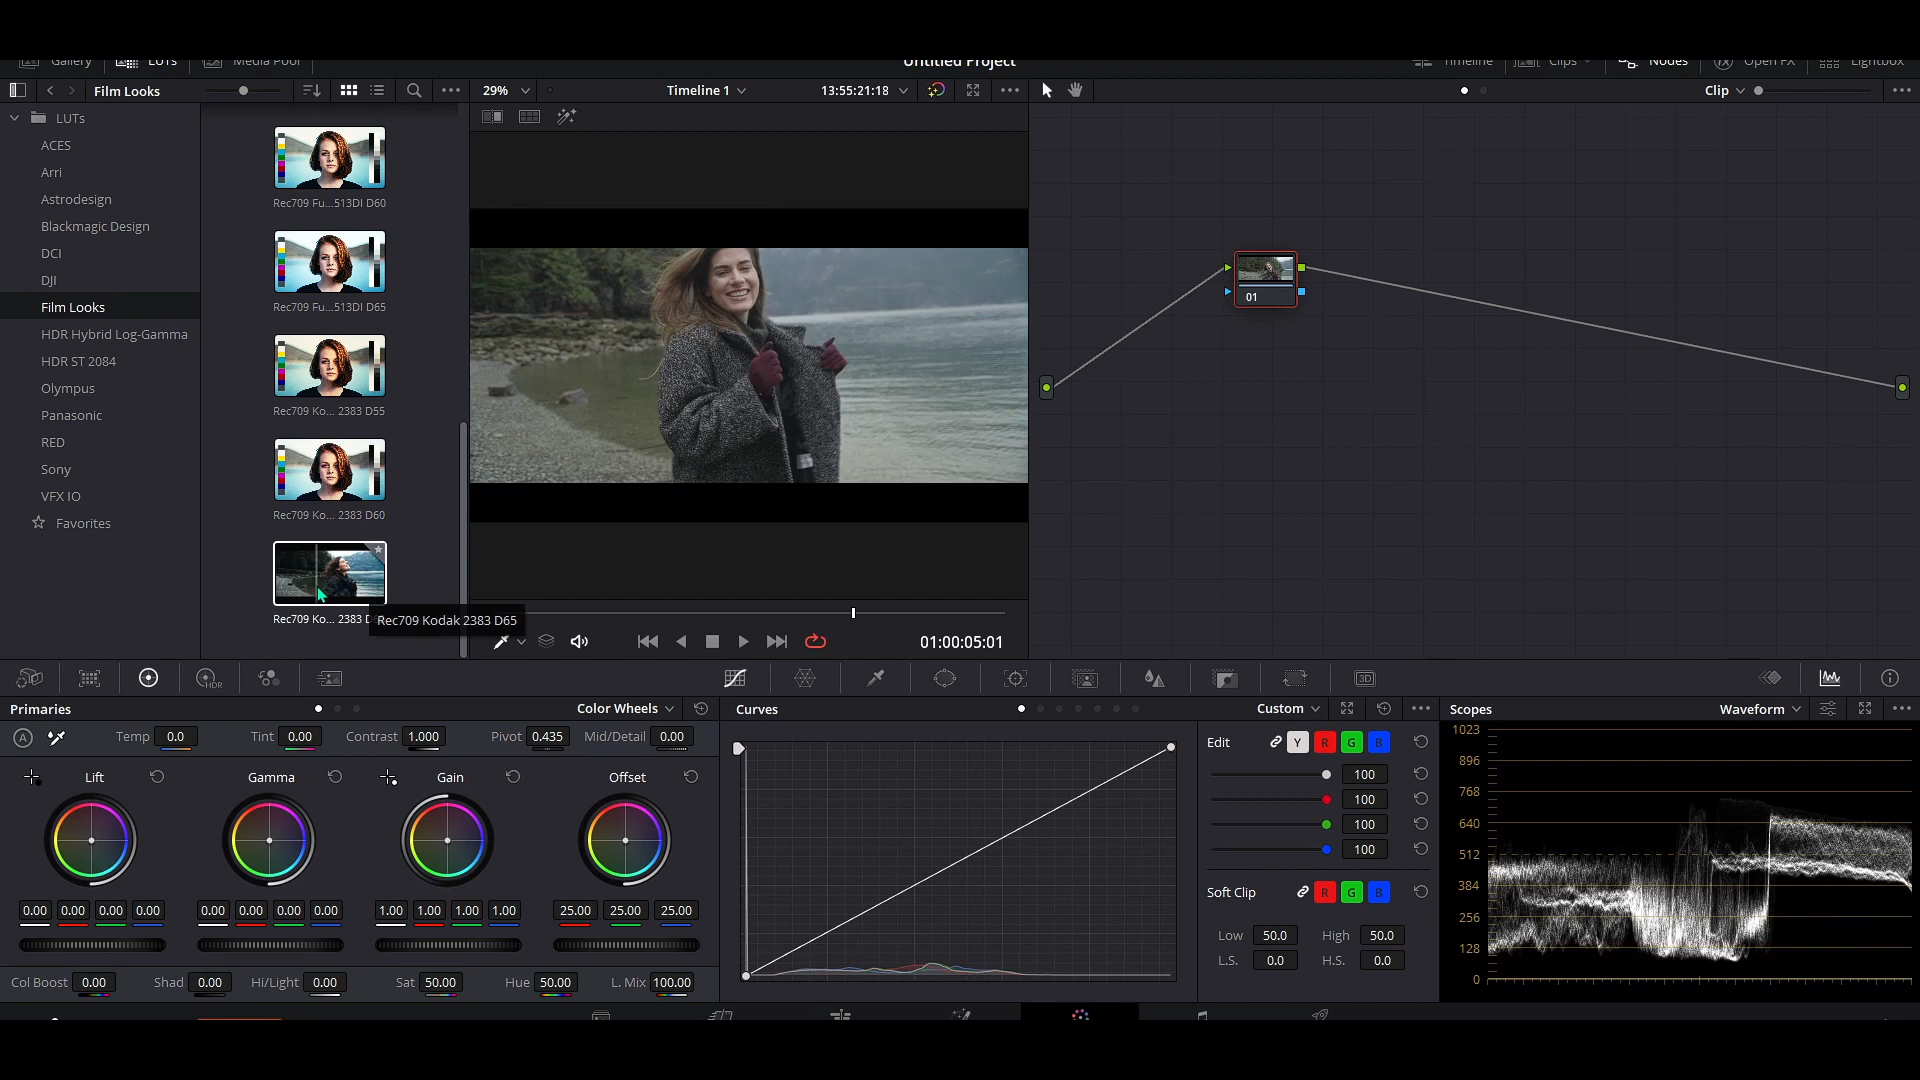 Gallery LUTs Media Pool Untitled Project Timeline Clips Nodes Open FX Lightbox
Film Looks 29% Timeline 1 13:55:21:18 Clip
LUTs
ACES
Arri
Astrodesign
Blackmagic Design
DCI
DJI
Film Looks
HDR Hybrid Log-Gamma
HDR ST 2084
Olympus
Panasonic
RED
Sony
VFX IO
Favorites
Rec709 Fu...513DI D60
Rec709 Fu...513DI D65
Rec709 Ko... 2383 D55
Rec709 Ko... 2383 D60
Rec709 Ko... 2383
Rec709 Kodak 2383 D65
01:00:05:01
01
HDR
3D
Primaries Color Wheels
A Temp 0.0 Tint 0.00 Contrast 1.000 Pivot 0.435 Mid/Detail 0.00
Lift Gamma Gain Offset
0.00 0.00 0.00 0.00 0.00 0.00 0.00 0.00 1.00 1.00 1.00 1.00 25.00 25.00 25.00
Col Boost 0.00 Shad 0.00 Hi/Light 0.00 Sat 50.00 Hue 50.00 L. Mix 100.00
Curves Custom
Edit Y R G B
100
100
100
100
Soft Clip R G B
Low 50.0 High 50.0
L.S. 0.0 H.S. 0.0
Scopes Waveform
1023
896
768
640
512
384
256
128
0